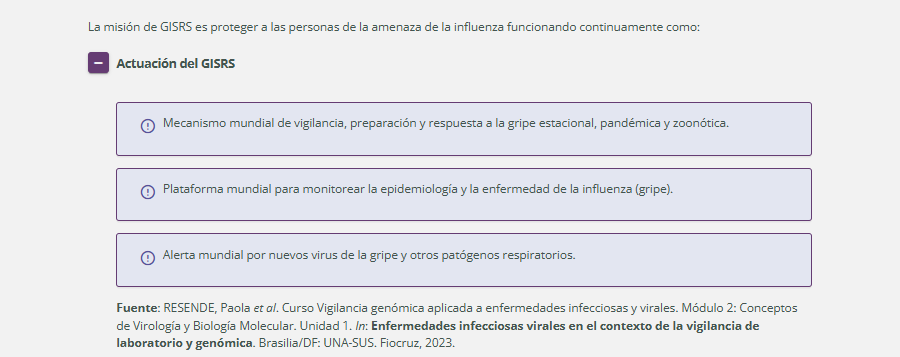 La misión de GISRS es proteger a las personas de la amenaza de la influenza funcionando continuamente como:
Actuación del GISRS
Mecanismo mundial de vigilancia, preparación y respuesta a la gripe estacional, pandémica y zoonótica.
Plataforma mundial para monitorear la epidemiología y la enfermedad de la influenza (gripe).
Alerta mundial por nuevos virus de la gripe y otros patógenos respiratorios.
Fuente: RESENDE, Paola et al. Curso Vigilancia genómica aplicada a enfermedades infecciosas y virales. Módulo 2: Conceptos
de Virología y Biología Molecular. Unidad 1. In: Enfermedades infecciosas virales en el contexto de la vigilancia de
laboratorio y genómica. Brasilia/DF: UNA-SUS. Fiocruz, 2023.